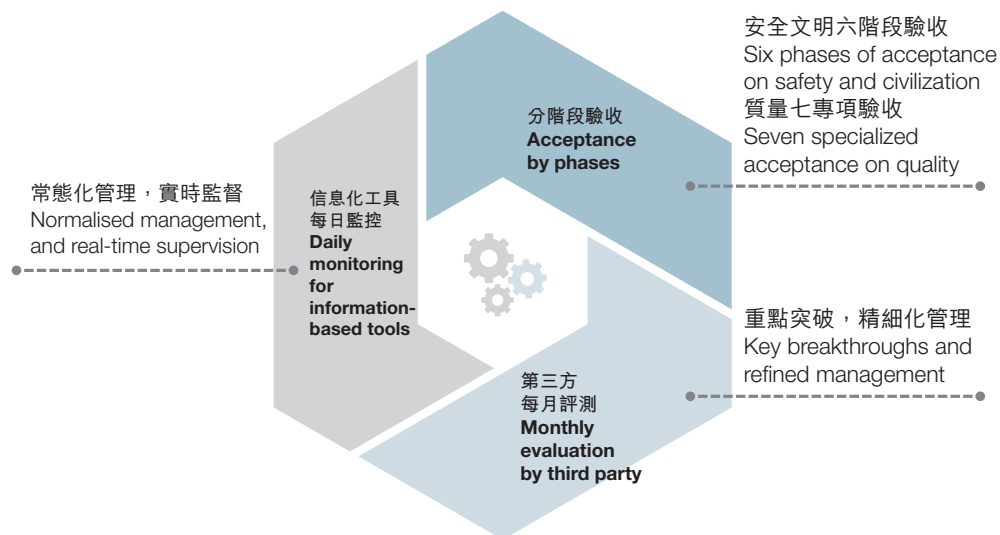 安全文明六階段驗收
Six phases of acceptance
on safety and civilization
質量七專項驗收
Seven specialized
acceptance on quality
分階段驗收
Acceptance
by phases
常態化管理，實時監督
Normalised management,
and real-time supervision
信息化工具
每日監控
Daily
monitoring
for
information-
based tools
重點突破，精細化管理
Key breakthroughs and
refined management
第三方
每月評測
Monthly
evaluation
by third party